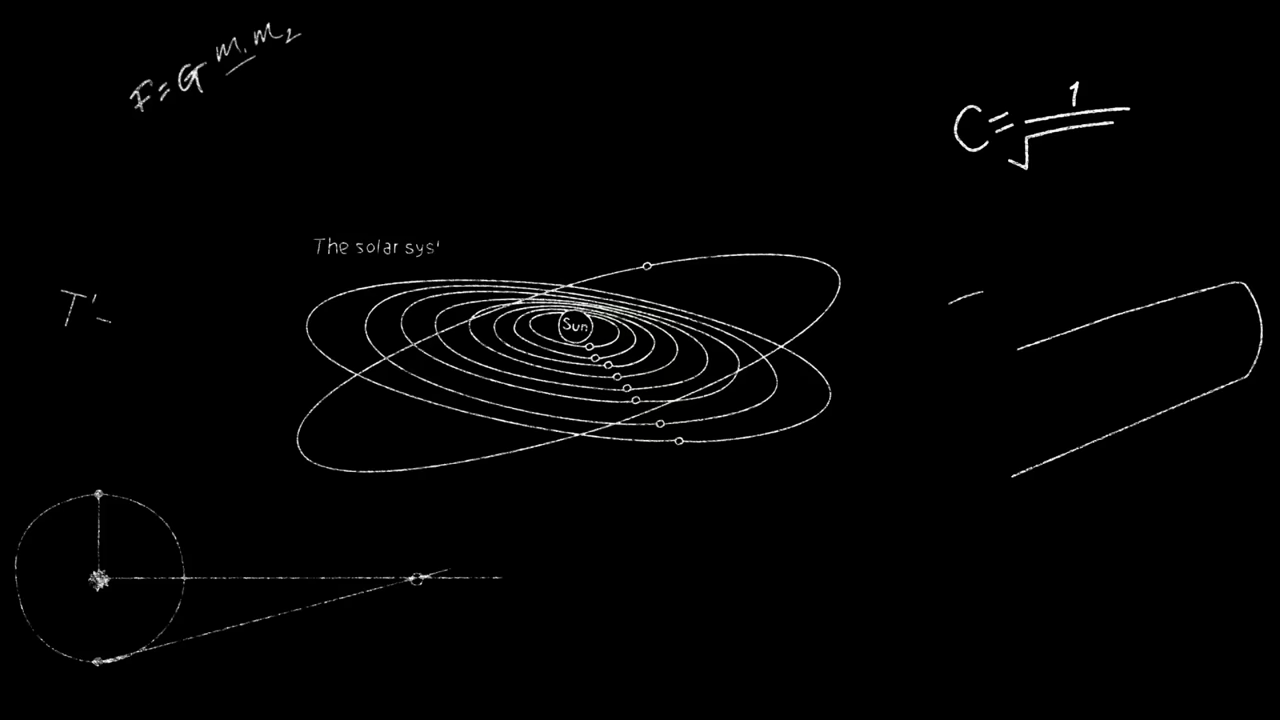 F=G m1m2
C=1/√
The solar sys
Sun
T'-